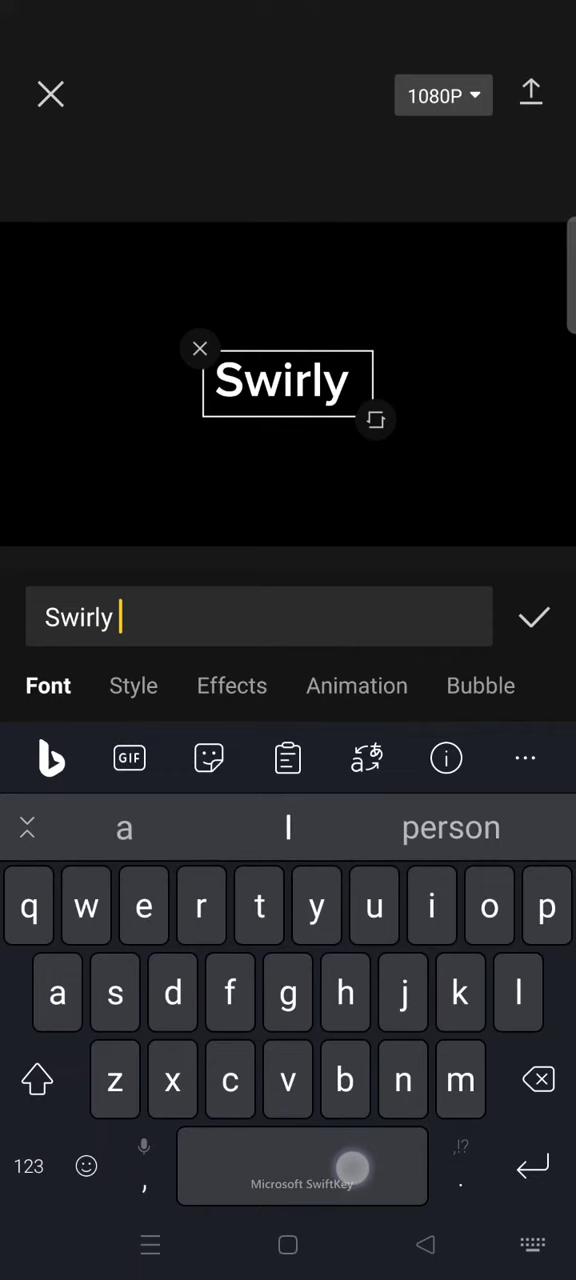 1080P
Swirly
Swirly
Font Style Effects Animation Bubble
GIF
a I person
q w e r t y u i o p
a s d f g h j k l
z x c v b n m
,!?
123 , Microsoft SwiftKey .